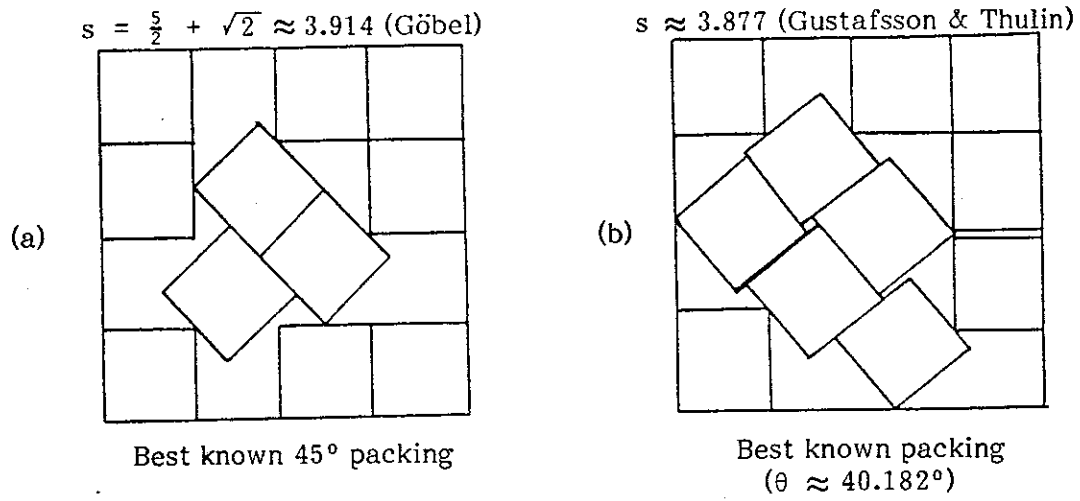 s = 5/2 + √2 ≈ 3.914 (Göbel)
(a)
Best known 45° packing
s ≈ 3.877 (Gustafsson & Thulin)
(b)
Best known packing
(θ ≈ 40.182°)